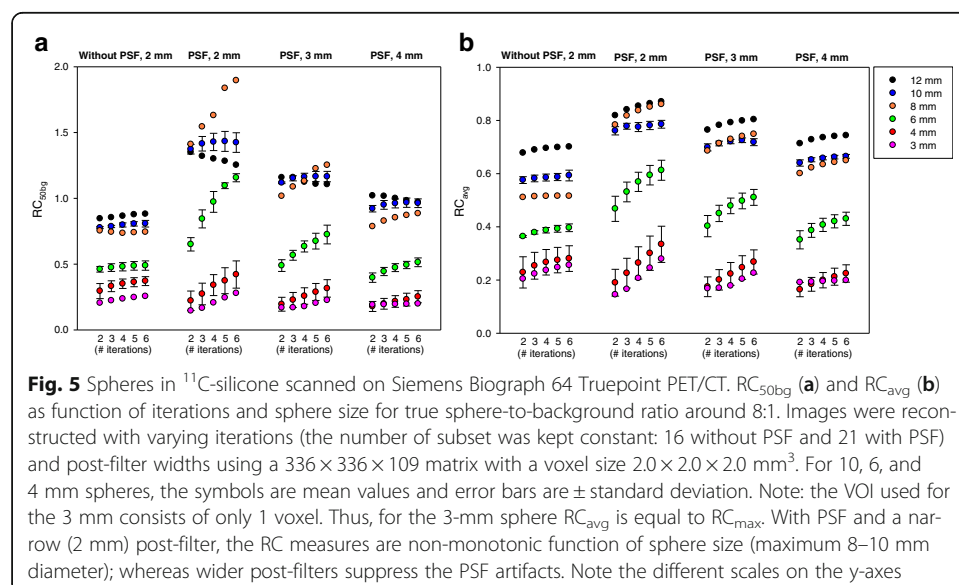 a
b
Without PSF, 2 mm PSF, 2 mm PSF, 3 mm PSF, 4 mm
2.0
1.5
1.0
0.5
0.0
RC50bg
2 3 4 5 6 2 3 4 5 6 2 3 4 5 6 2 3 4 5 6
(# iterations) (# iterations) (# iterations) (# iterations)
Without PSF, 2 mm PSF, 2 mm PSF, 3 mm PSF, 4 mm
1.0
0.8
0.6
0.4
0.2
0.0
RCavg
2 3 4 5 6 2 3 4 5 6 2 3 4 5 6 2 3 4 5 6
(# iterations) (# iterations) (# iterations) (# iterations)
12 mm
10 mm
8 mm
6 mm
4 mm
3 mm
Fig. 5 Spheres in 11C-silicone scanned on Siemens Biograph 64 Truepoint PET/CT. RC50bg (a) and RCavg (b)
as function of iterations and sphere size for true sphere-to-background ratio around 8:1. Images were recon-
structed with varying iterations (the number of subset was kept constant: 16 without PSF and 21 with PSF)
and post-filter widths using a 336 × 336 × 109 matrix with a voxel size 2.0 × 2.0 × 2.0 mm3. For 10, 6, and
4 mm spheres, the symbols are mean values and error bars are ± standard deviation. Note: the VOI used for
the 3 mm consists of only 1 voxel. Thus, for the 3-mm sphere RCavg is equal to RCmax. With PSF and a nar-
row (2 mm) post-filter, the RC measures are non-monotonic function of sphere size (maximum 8–10 mm
diameter); whereas wider post-filters suppress the PSF artifacts. Note the different scales on the y-axes